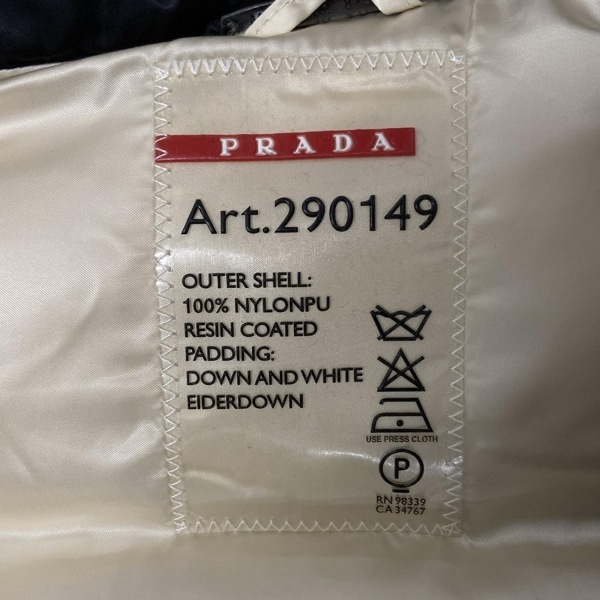 PRADA
Art.290149
OUTER SHELL:
100% NYLONPU
RESIN COATED
PADDING:
DOWN AND WHITE
EIDERDOWN
USE PRESS CLOTH
P
RN 98339
CA 34767